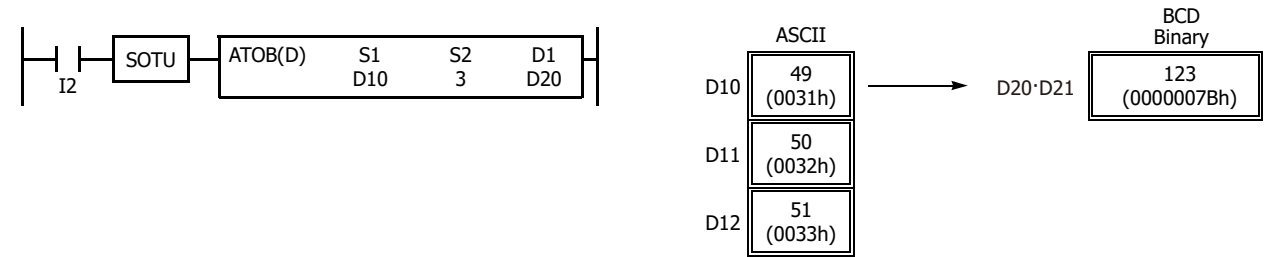 I2
SOTU
ATOB(D) S1 S2 D1
D10 3 D20
ASCII
D10
49
(0031h)
D11
50
(0032h)
D12
51
(0033h)
D20·D21
BCD
Binary
123
(0000007Bh)